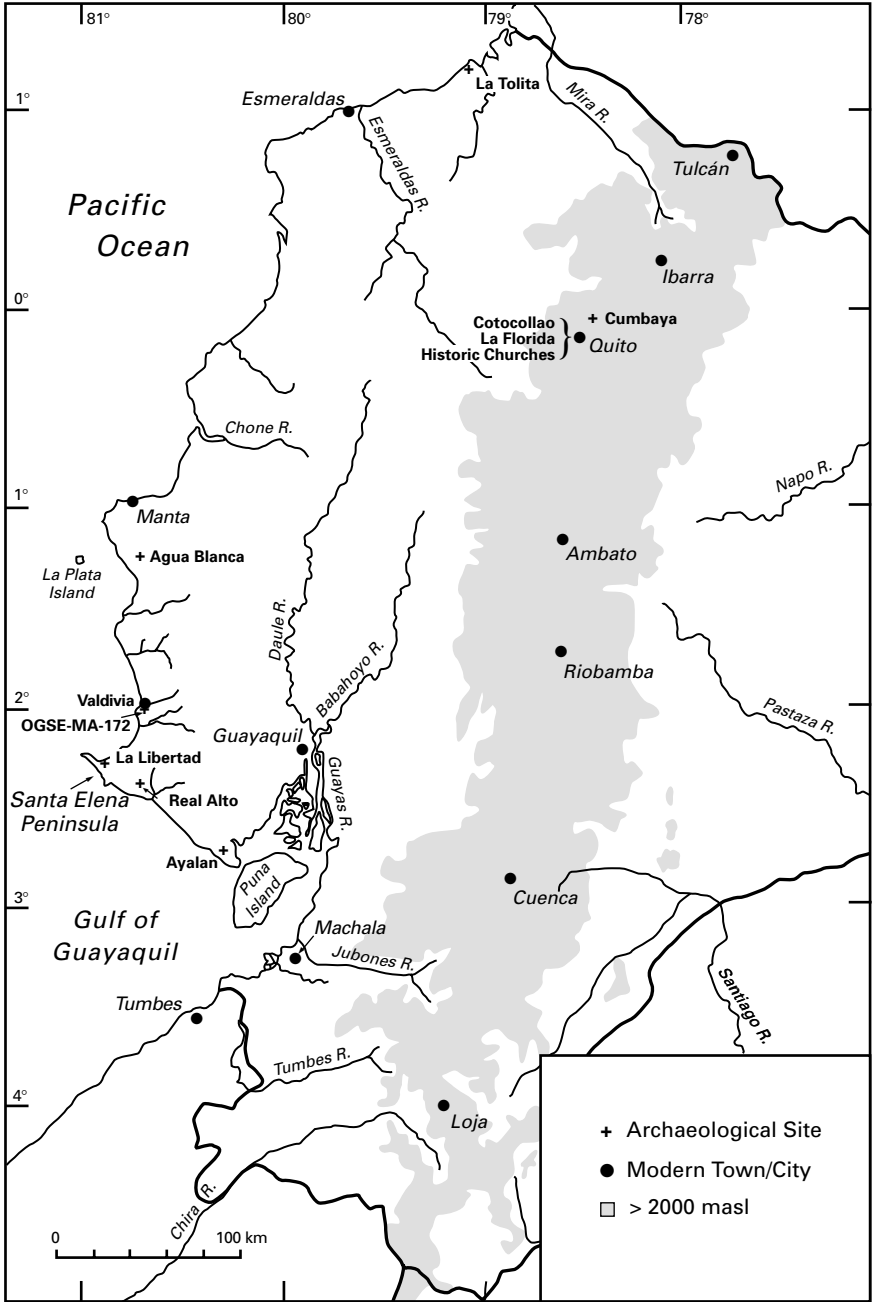 81°
80°
79°
78°
La Tolita
Esmeraldas
Mira R.
1°
Esmeraldas R.
Tulcán
Pacific
Ocean
Ibarra
0°
Cotocollao
La Florida
Historic Churches
Cumbaya
Quito
Chone R.
Napo R.
1°
Manta
Agua Blanca
Ambato
La Plata
Island
Daule R.
Babahoyo R.
Riobamba
Valdivia
2°
OGSE-MA-172
Pastaza R.
Guayaquil
La Libertad
Guayas R.
Santa Elena
Peninsula
Real Alto
Ayalan
Puna
Island
Cuenca
3°
Gulf of
Guayaquil
Machala
Jubones R.
Santiago R.
Tumbes
Tumbes R.
4°
Loja
Chira R.
+ Archaeological Site
● Modern Town/City
> 2000 masl
0
100 km